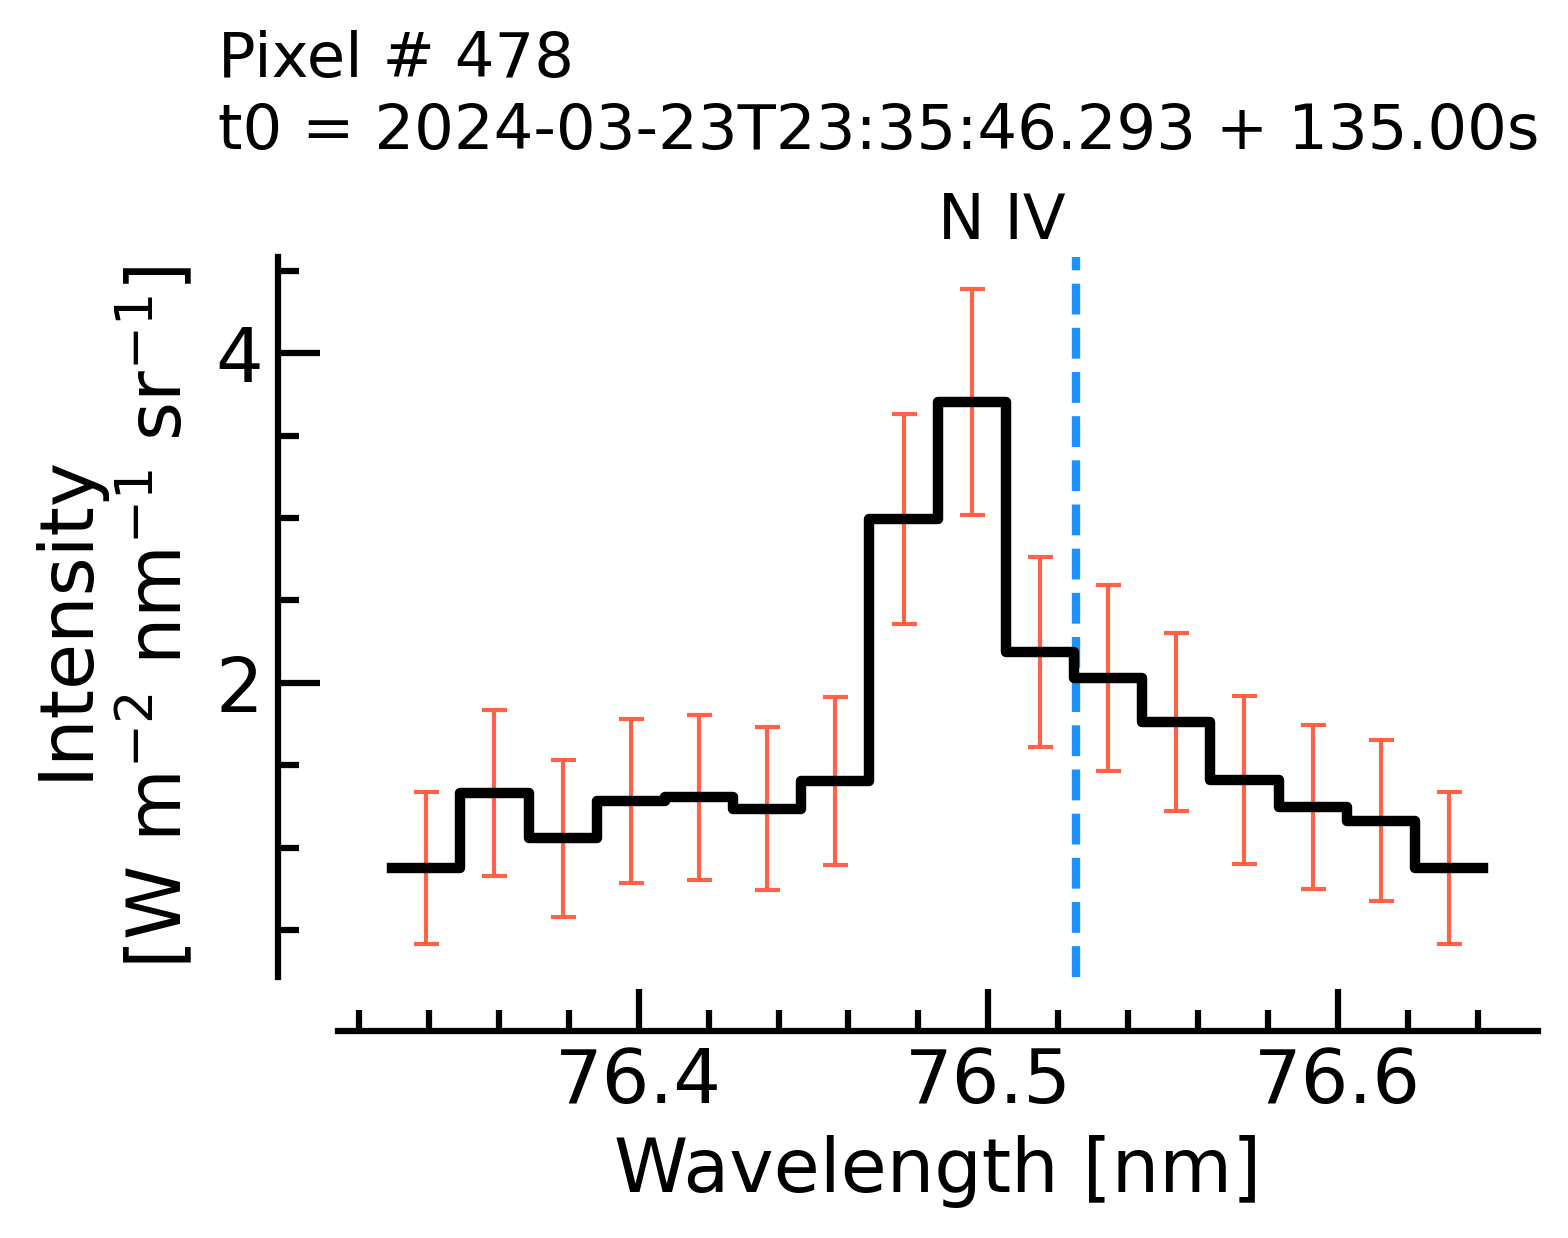 Pixel # 478
t0 = 2024-03-23T23:35:46.293 + 135.00s
N IV
Intensity
[W m⁻² nm⁻¹ sr⁻¹]
4
2
76.4 76.5 76.6
Wavelength [nm]